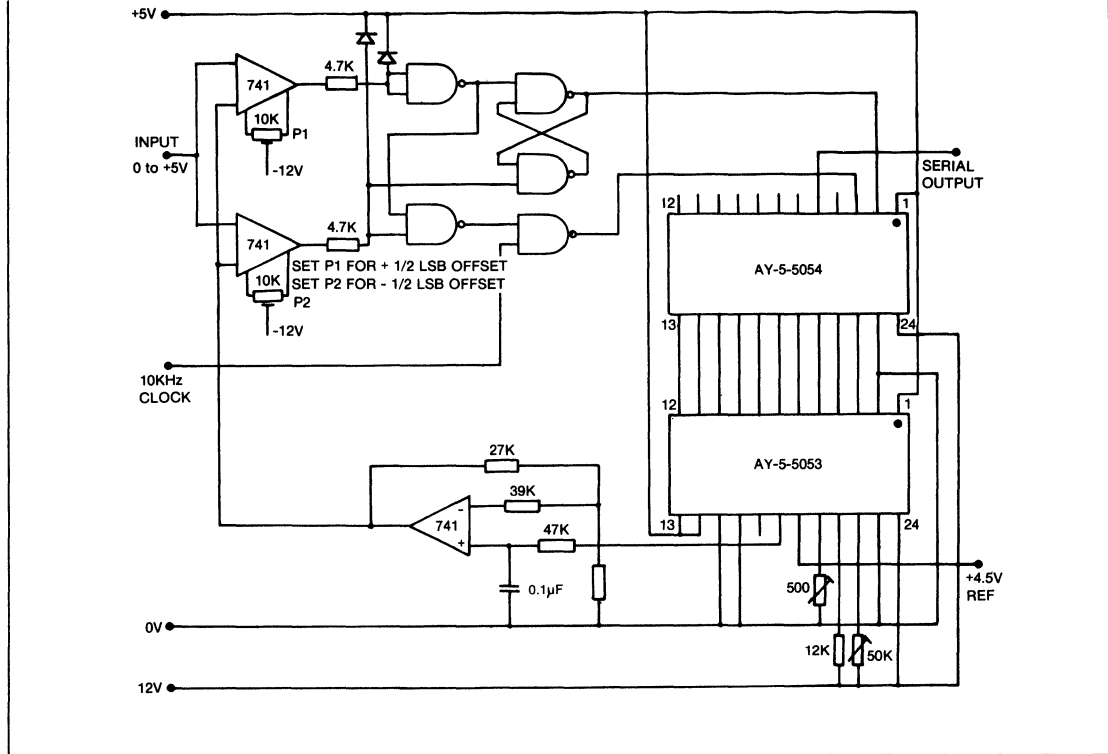 +5V
4.7K
741
10K
P1
INPUT
0 to +5V
-12V
SERIAL
OUTPUT
12
1
4.7K
741
SET P1 FOR + 1/2 LSB OFFSET
10K
SET P2 FOR - 1/2 LSB OFFSET
P2
AY-5-5054
-12V
13
24
10KHz
CLOCK
12
1
27K
AY-5-5053
39K
-
741
47K
+
13
24
+4.5V
REF
500
0.1µF
0V
12K
50K
12V